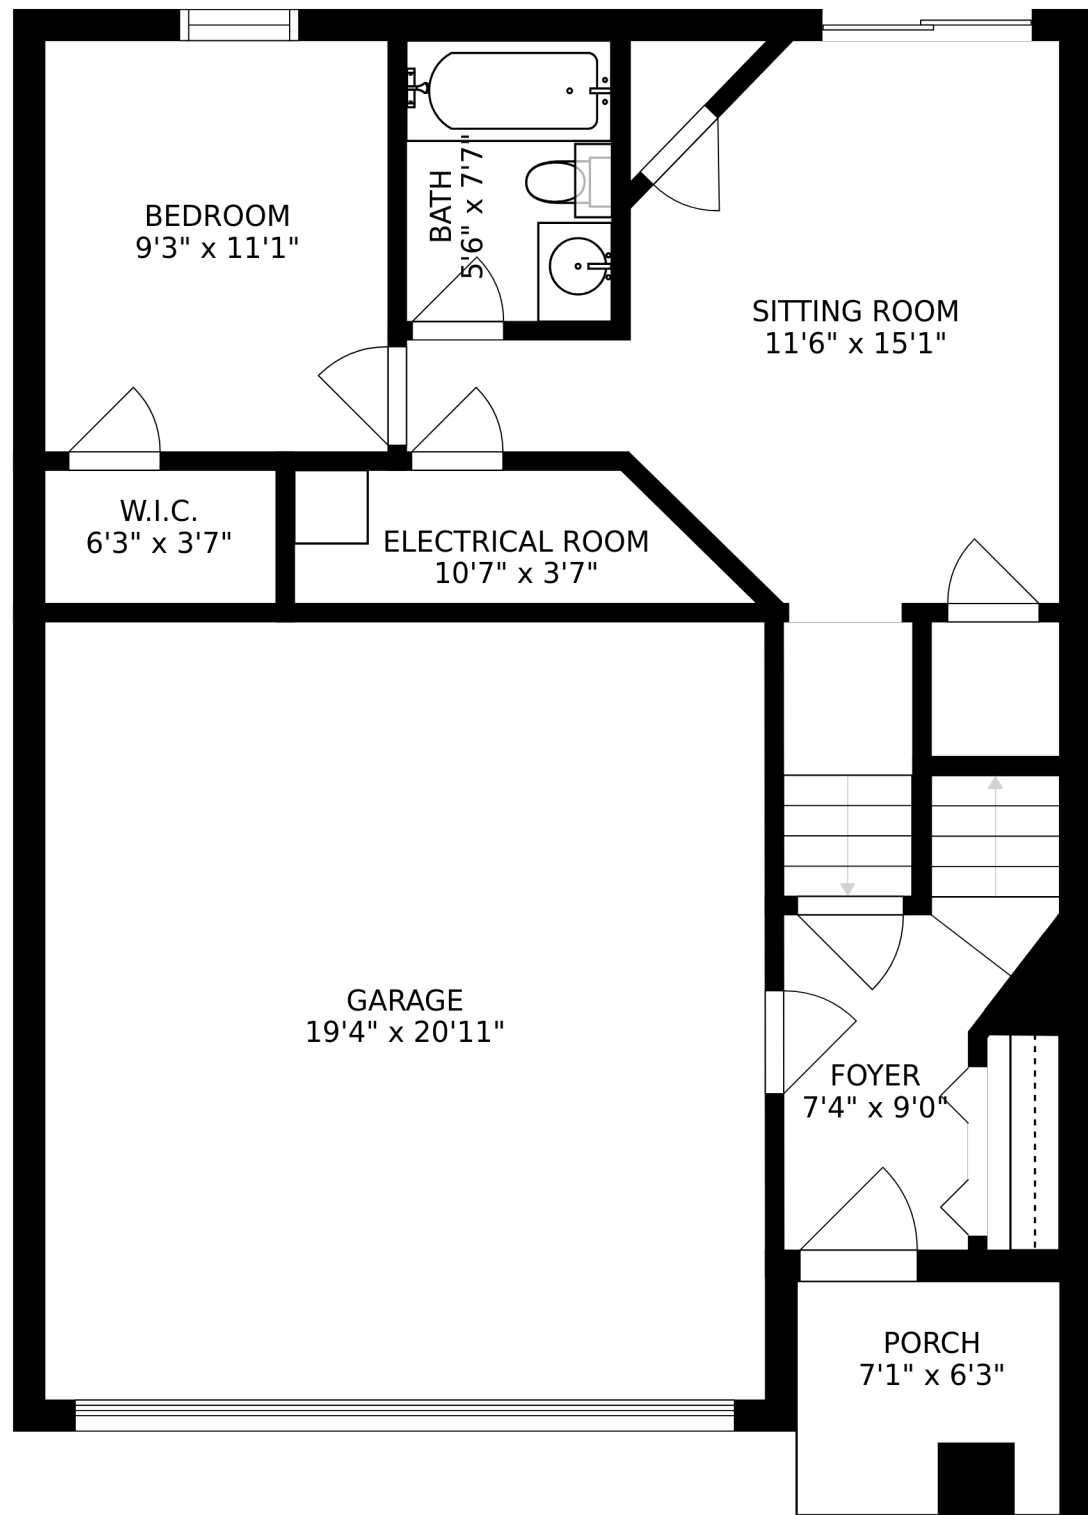 BEDROOM
9'3" x 11'1"
BATH
5'6" x 7'7"
SITTING ROOM
11'6" x 15'1"
W.I.C.
6'3" x 3'7"
ELECTRICAL ROOM
10'7" x 3'7"
GARAGE
19'4" x 20'11"
FOYER
7'4" x 9'0"
PORCH
7'1" x 6'3"